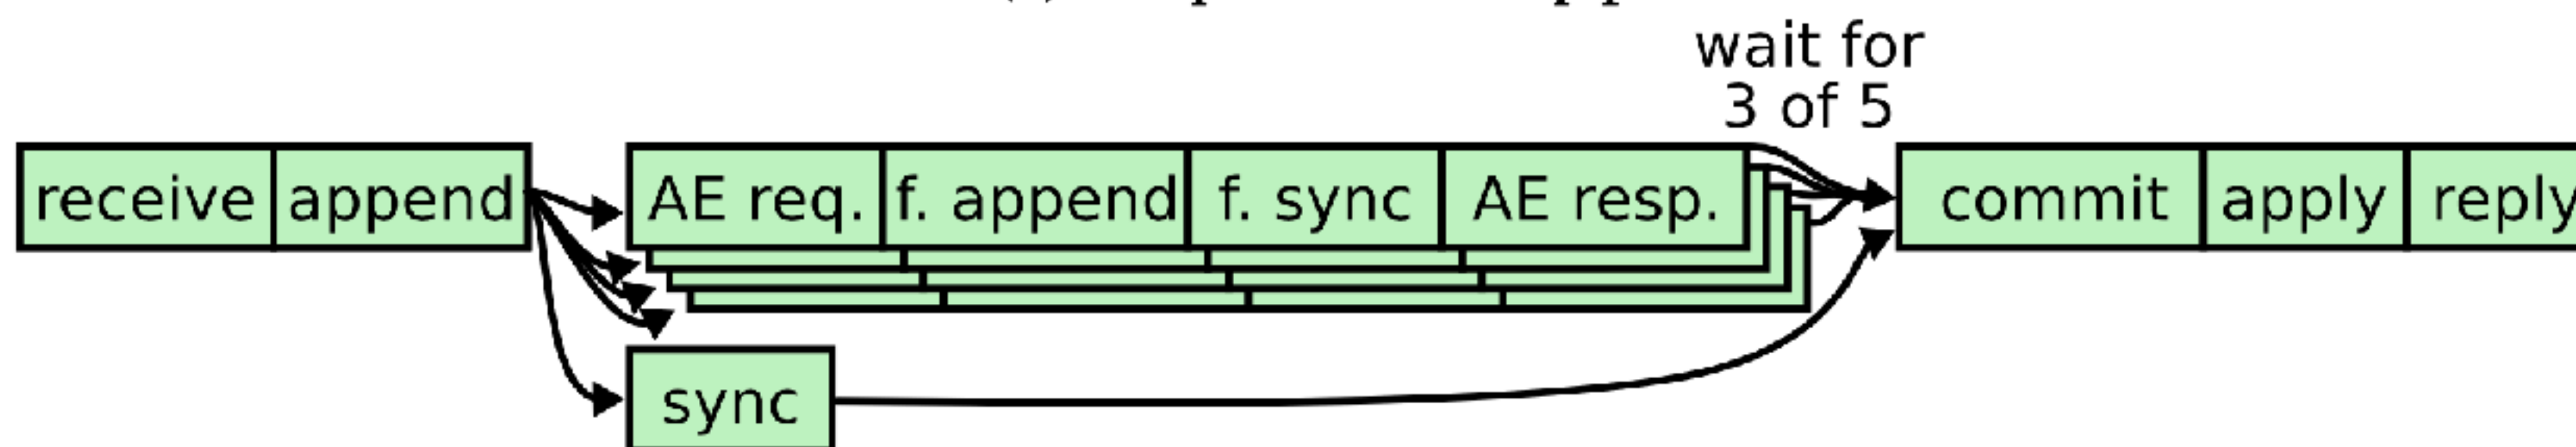 wait for
3 of 5
receive append AE req. f. append f. sync AE resp. commit apply reply
sync